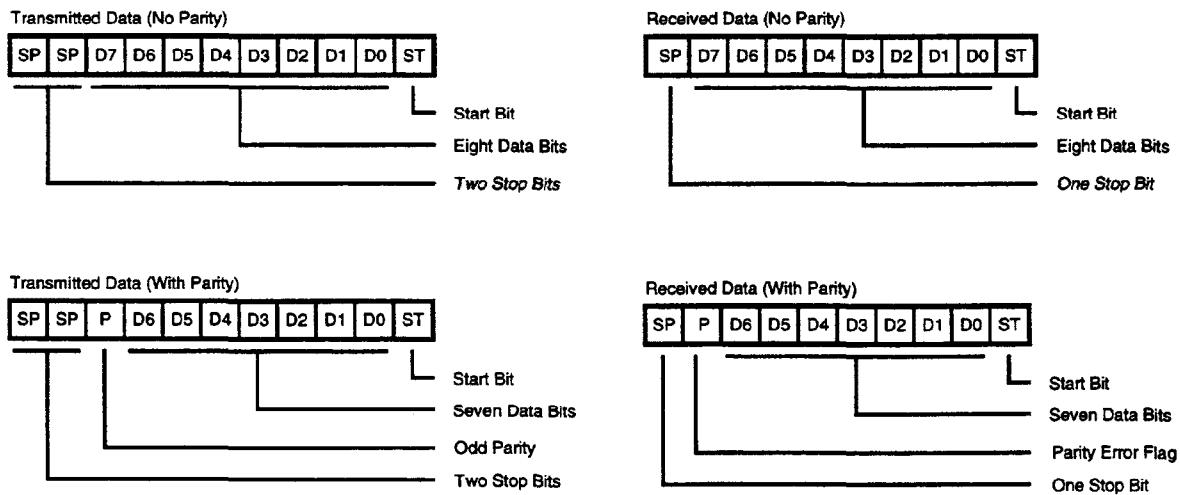 Transmitted Data (No Parity)
SP SP D7 D6 D5 D4 D3 D2 D1 D0 ST
Start Bit
Eight Data Bits
Two Stop Bits
Received Data (No Parity)
SP D7 D6 D5 D4 D3 D2 D1 D0 ST
Start Bit
Eight Data Bits
One Stop Bit
Transmitted Data (With Parity)
SP SP P D6 D5 D4 D3 D2 D1 D0 ST
Start Bit
Seven Data Bits
Odd Parity
Two Stop Bits
Received Data (With Parity)
SP P D6 D5 D4 D3 D2 D1 D0 ST
Start Bit
Seven Data Bits
Parity Error Flag
One Stop Bit